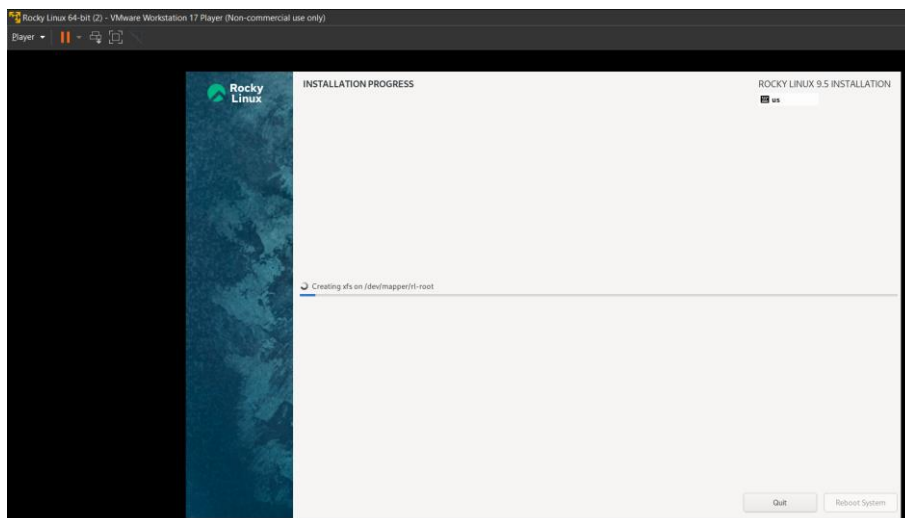 Rocky Linux 64-bit (2) - VMware Workstation 17 Player (Non-commercial use only)
Player
Rocky
Linux
INSTALLATION PROGRESS
ROCKY LINUX 9.5 INSTALLATION
us
Creating xfs on /dev/mapper/rl-root
Quit
Reboot System